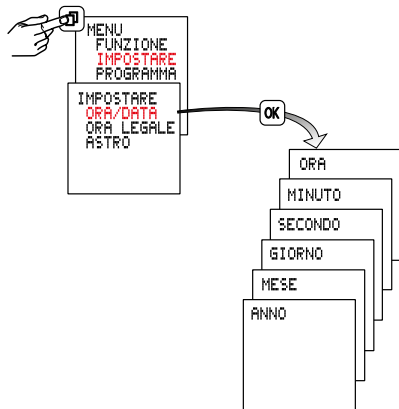 MENU
FUNZIONE
IMPOSTARE
PROGRAMMA
IMPOSTARE
ORA/DATA
ORA LEGALE
ASTRO
OK
ORA
MINUTO
SECONDO
GIORNO
MESE
ANNO